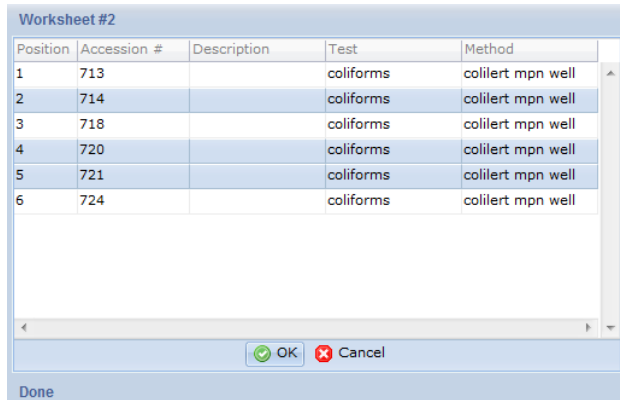 Worksheet #2
Position Accession # Description Test Method
1 713 coliforms colilert mpn well
2 714 coliforms colilert mpn well
3 718 coliforms colilert mpn well
4 720 coliforms colilert mpn well
5 721 coliforms colilert mpn well
6 724 coliforms colilert mpn well
OK Cancel
Done